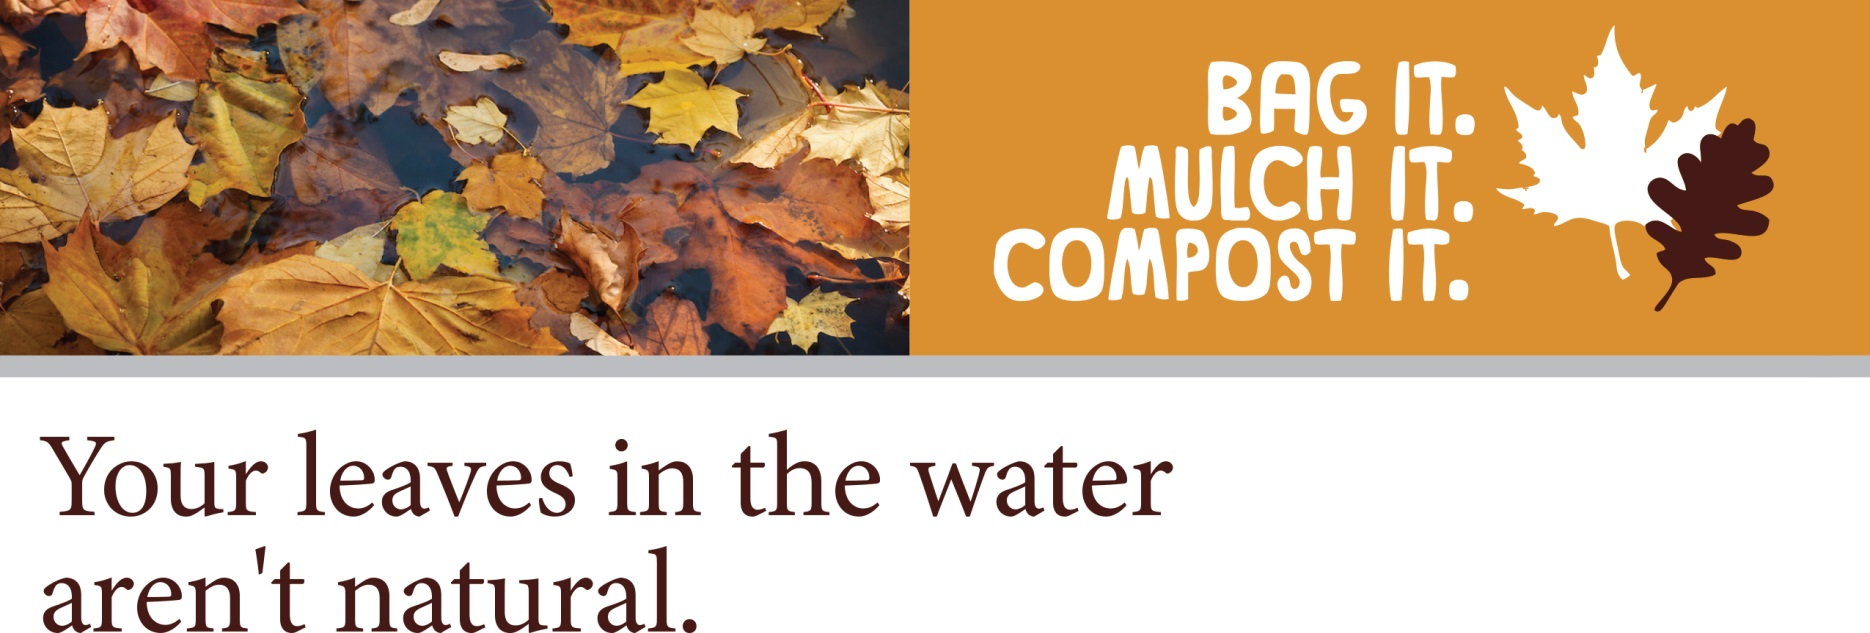 BAG IT.
MULCH IT.
COMPOST IT.
Your leaves in the water
aren't natural.